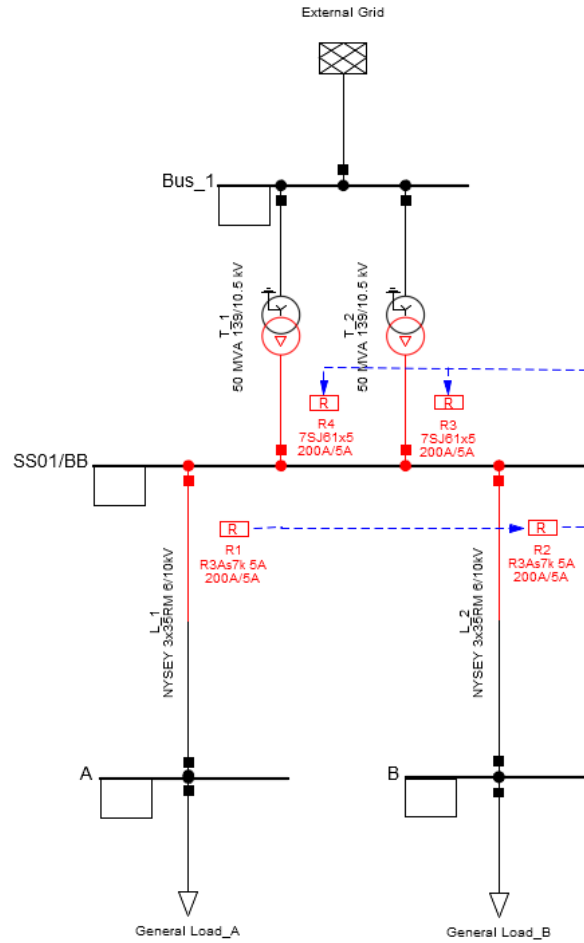 External Grid
Bus_1
T_1
50 MVA 139/10.5 kV
T_2
50 MVA 139/10.5 kV
R
R4
7SJ61x5
200A/5A
R
R3
7SJ61x5
200A/5A
SS01/BB
R
R1
R3As7k 5A
200A/5A
R
R2
R3As7k 5A
200A/5A
L_1
NYSEY 3x35RM 6/10kV
L_2
NYSEY 3x35RM 6/10kV
A
B
General Load_A
General Load_B